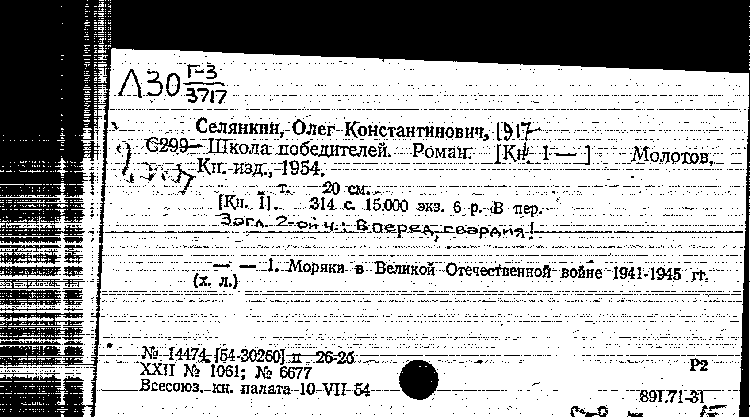 Л30 Г-3
3717
Селянкин, Олег Константинович, 1917-
С299 Школа победителей. Роман. [Кн. 1 — ] Молотов,
Кн. изд., 1954.
т. 20 см.
[Кн. I]. 314 с. 15.000 экз. 6 р. В пер.
Загл. 2-ой ч.: Вперед, гвардия!
— — 1. Моряки в Великой Отечественной войне 1941-1945 гг.
(х. л.)
№ 14474 [54-30260] п 26-26
XXII № 1061; № 6677
Р2
Всесоюз. кн. палата 10 VII 54
891.71-31